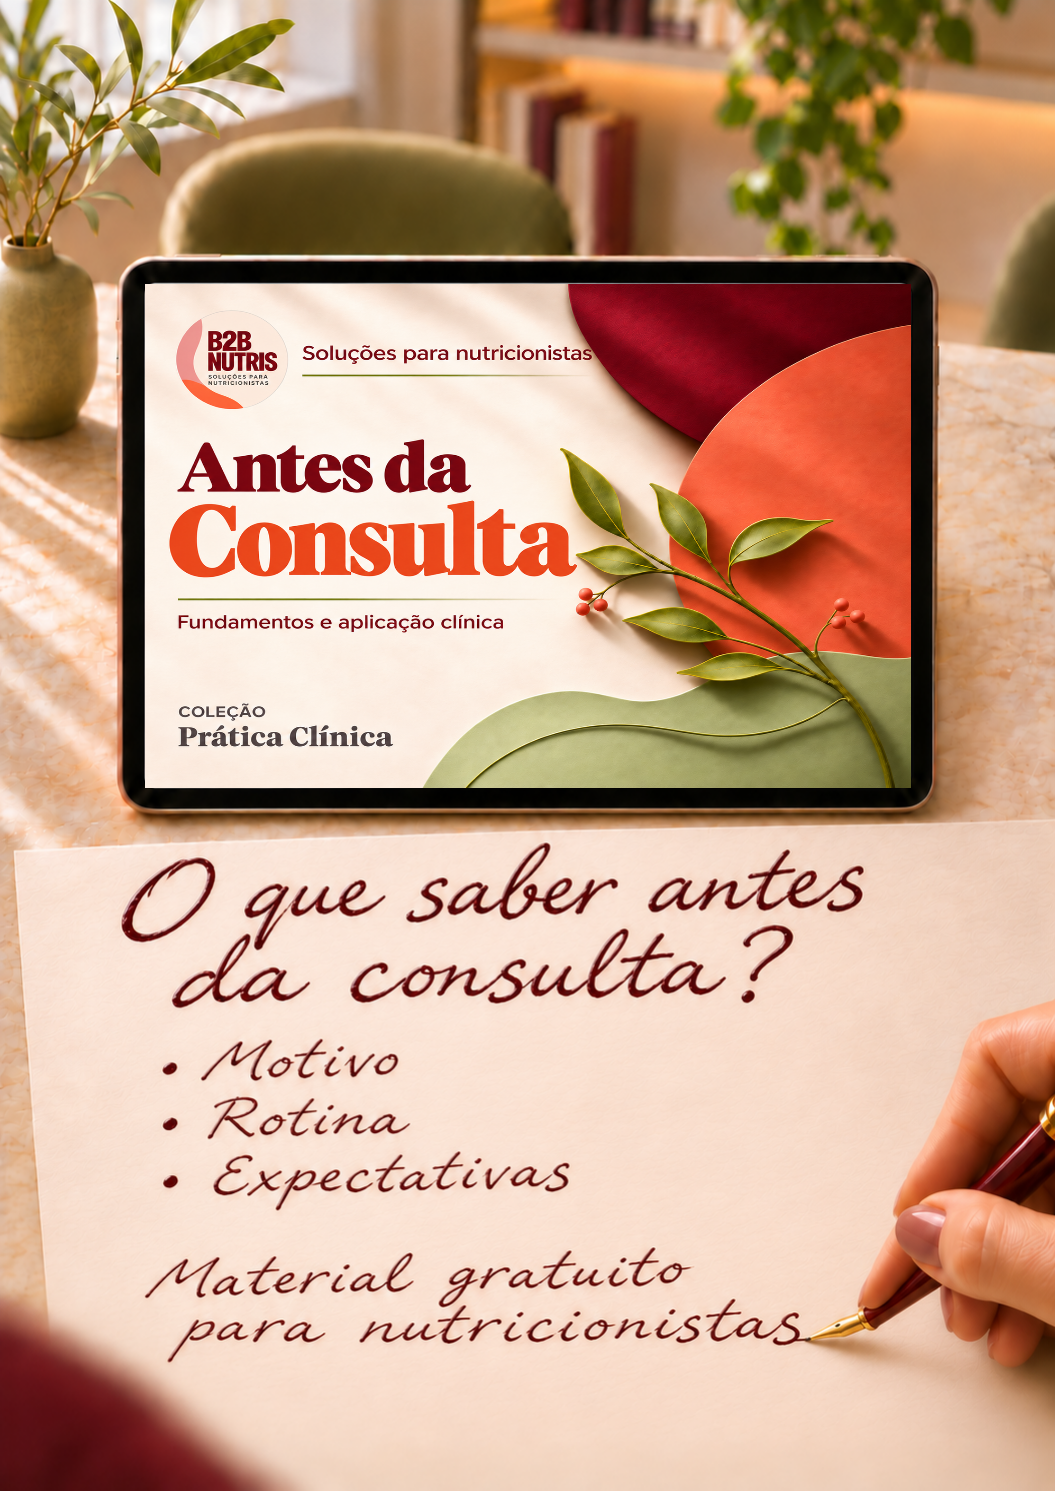 B2B
NUTRIS
SOLUÇÕES PARA
NUTRICIONISTAS
Soluções para nutricionistas
Antes da
Consulta
Fundamentos e aplicação clínica
COLEÇÃO
Prática Clínica
O que saber antes
da consulta?
• Motivo
• Rotina
• Expectativas
Material gratuito
para nutricionistas